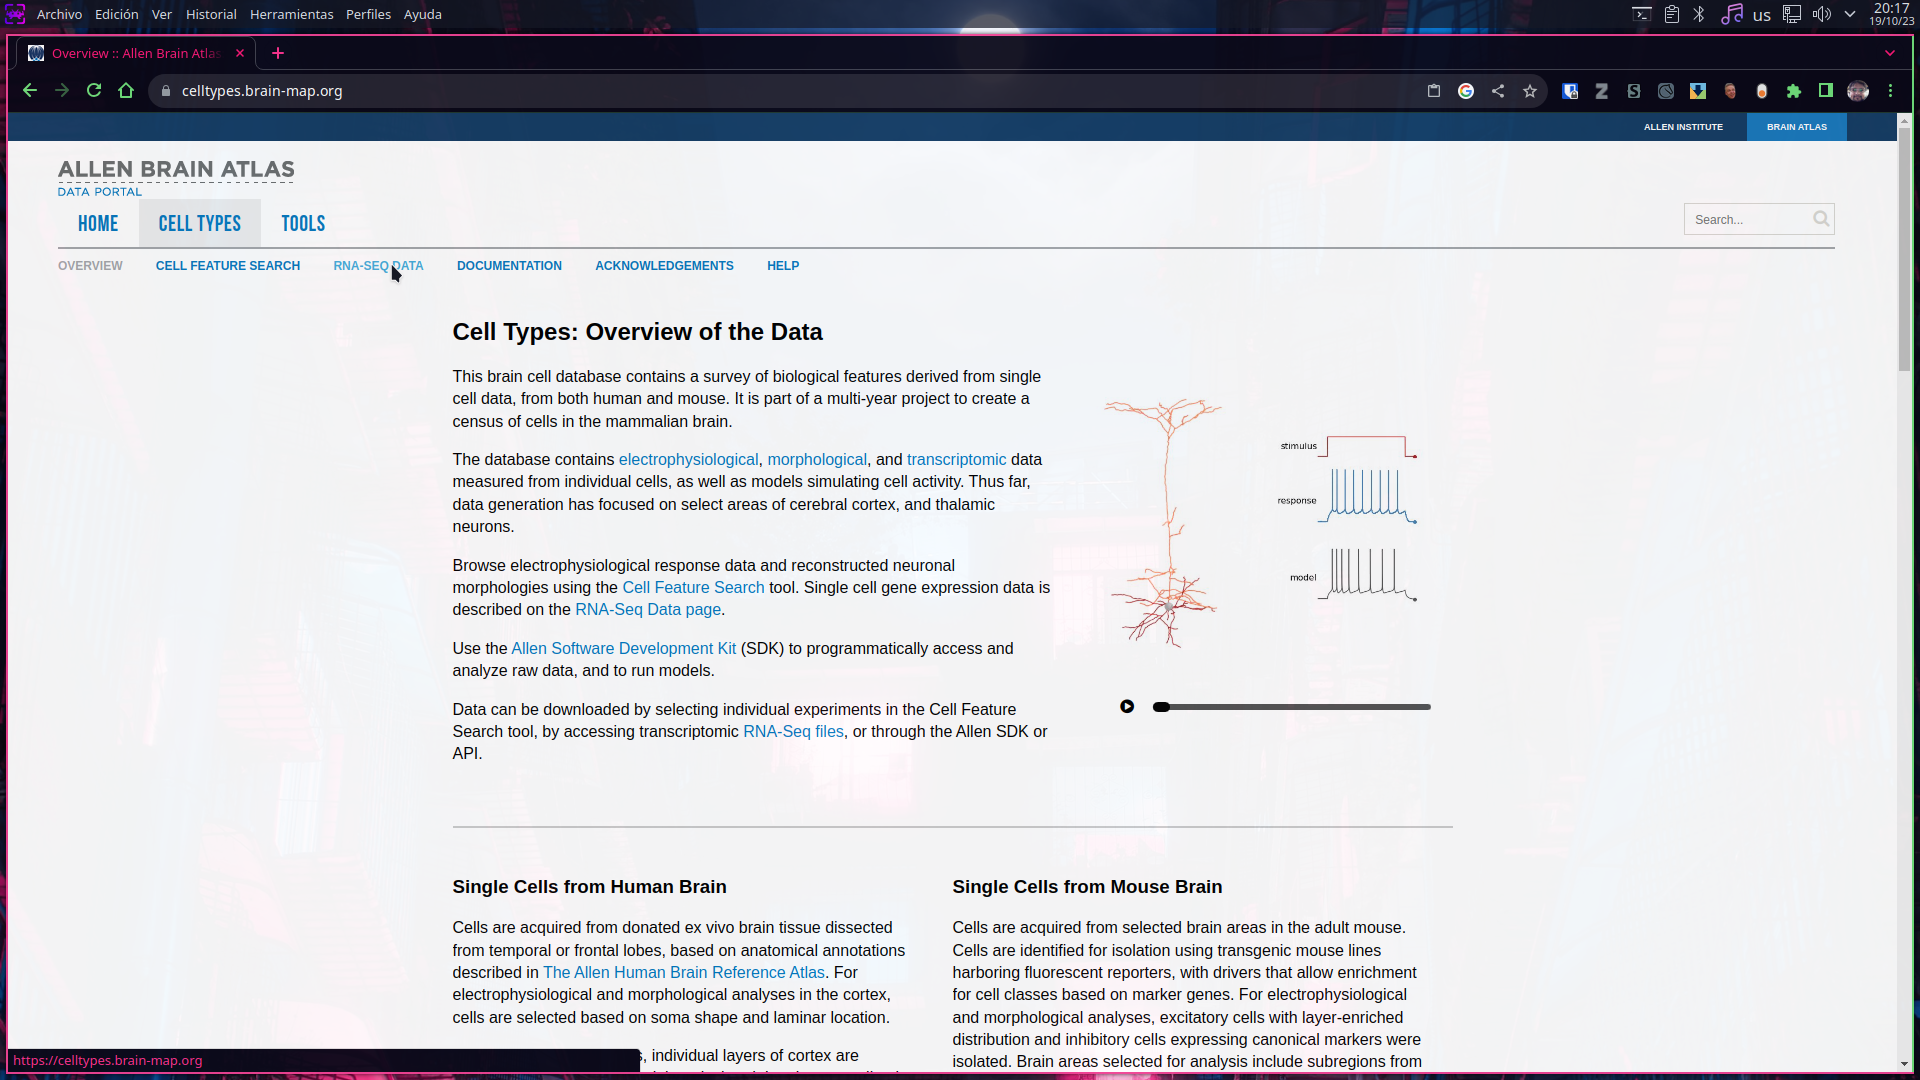 Archivo Edición Ver Historial Herramientas Perfiles Ayuda
us
20:17
19/10/23
Overview :: Allen Brain Atlas
celltypes.brain-map.org
ALLEN INSTITUTE
BRAIN ATLAS
ALLEN BRAIN ATLAS
DATA PORTAL
HOME CELL TYPES TOOLS
Search...
OVERVIEW CELL FEATURE SEARCH RNA-SEQ DATA DOCUMENTATION ACKNOWLEDGEMENTS HELP
Cell Types: Overview of the Data
This brain cell database contains a survey of biological features derived from single
cell data, from both human and mouse. It is part of a multi-year project to create a
census of cells in the mammalian brain.
The database contains electrophysiological, morphological, and transcriptomic data
measured from individual cells, as well as models simulating cell activity. Thus far,
data generation has focused on select areas of cerebral cortex, and thalamic
neurons.
Browse electrophysiological response data and reconstructed neuronal
morphologies using the Cell Feature Search tool. Single cell gene expression data is
described on the RNA-Seq Data page.
Use the Allen Software Development Kit (SDK) to programmatically access and
analyze raw data, and to run models.
Data can be downloaded by selecting individual experiments in the Cell Feature
Search tool, by accessing transcriptomic RNA-Seq files, or through the Allen SDK or
API.
stimulus
response
model
Single Cells from Human Brain
Cells are acquired from donated ex vivo brain tissue dissected
from temporal or frontal lobes, based on anatomical annotations
described in The Allen Human Brain Reference Atlas. For
electrophysiological and morphological analyses in the cortex,
cells are selected based on soma shape and laminar location.
, individual layers of cortex are
Single Cells from Mouse Brain
Cells are acquired from selected brain areas in the adult mouse.
Cells are identified for isolation using transgenic mouse lines
harboring fluorescent reporters, with drivers that allow enrichment
for cell classes based on marker genes. For electrophysiological
and morphological analyses, excitatory cells with layer-enriched
distribution and inhibitory cells expressing canonical markers were
isolated. Brain areas selected for analysis include subregions from
https://celltypes.brain-map.org